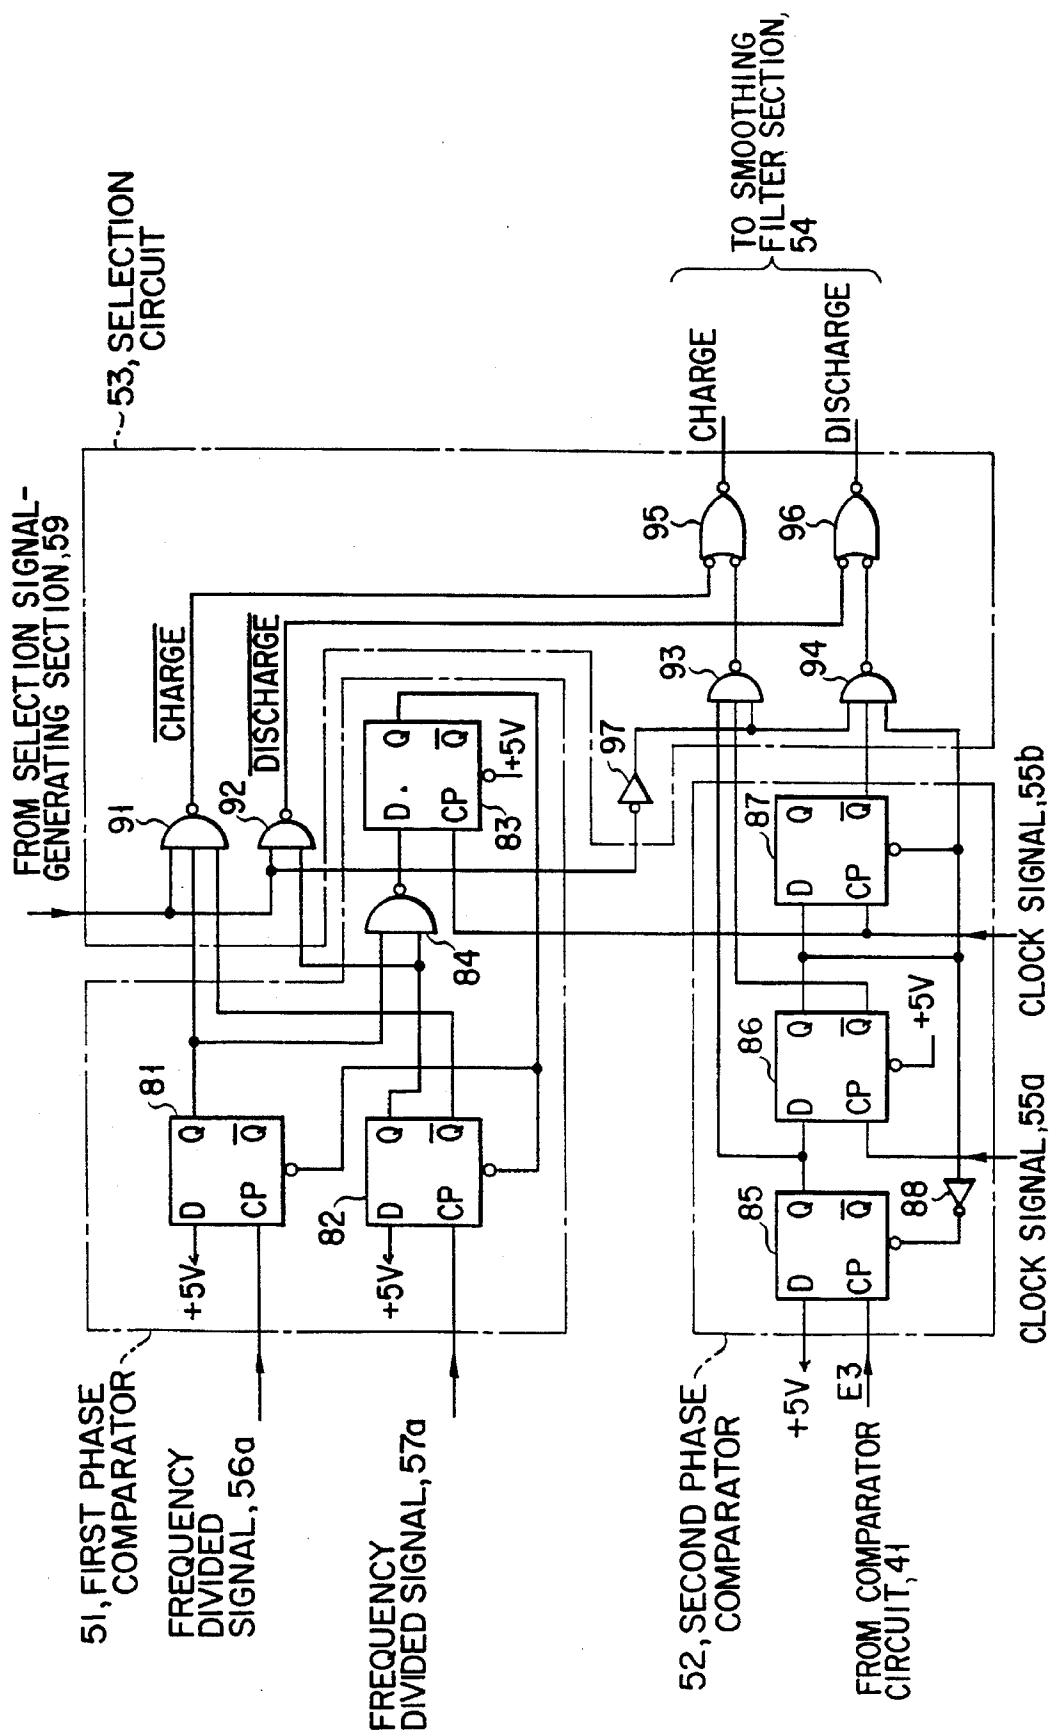 FROM SELECTION SIGNAL-
GENERATING SECTION,59
53, SELECTION
CIRCUIT
91
CHARGE
92
DISCHARGE
95
CHARGE
TO SMOOTHING
FILTER SECTION,
54
96
DISCHARGE
51, FIRST PHASE
COMPARATOR
FREQUENCY
DIVIDED
SIGNAL,56a
FREQUENCY
DIVIDED SIGNAL,57a
+5V
81
D
Q
CP
Q
+5V
82
D
Q
CP
Q
84
D
Q
CP
Q
83
+5V
97
93
94
52, SECOND PHASE
COMPARATOR
+5V
E3
FROM COMPARATOR
CIRCUIT,41
85
D
Q
CP
Q
86
D
Q
CP
Q
+5V
87
D
Q
CP
Q
88
CLOCK SIGNAL,55a
CLOCK SIGNAL,55b